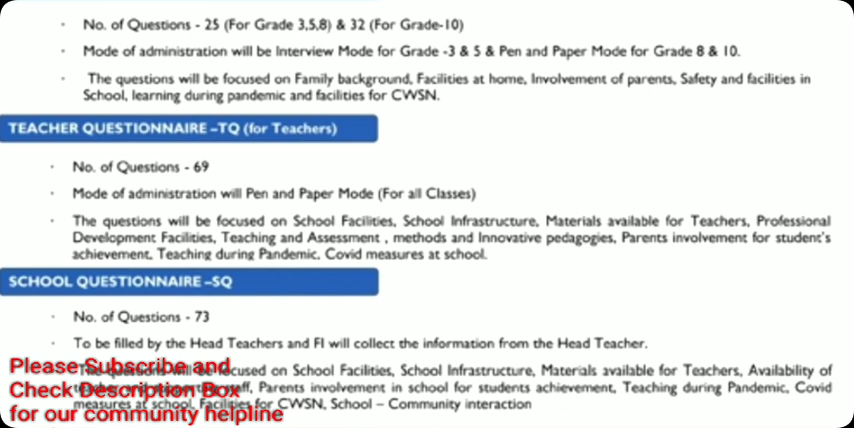 · No. of Questions - 25 (For Grade 3,5,8) & 32 (For Grade-10)
· Mode of administration will be Interview Mode for Grade -3 & 5 & Pen and Paper Mode for Grade 8 & 10.
· The questions will be focused on Family background, Facilities at home, Involvement of parents, Safety and facilities in
School, learning during pandemic and facilities for CWSN.
TEACHER QUESTIONNAIRE –TQ (for Teachers)
· No. of Questions - 69
· Mode of administration will Pen and Paper Mode (For all Classes)
· The questions will be focused on School Facilities, School Infrastructure, Materials available for Teachers, Professional
Development Facilities, Teaching and Assessment , methods and Innovative pedagogies, Parents involvement for student's
achievement, Teaching during Pandemic, Covid measures at school.
SCHOOL QUESTIONNAIRE –SQ
· No. of Questions - 73
· To be filled by the Head Teachers and FI will collect the information from the Head Teacher.
The questions will be focused on School Facilities, School Infrastructure, Materials available for Teachers, Availability of
staff, Parents involvement in school for students achievement, Teaching during Pandemic, Covid
measures at school, Facilities for CWSN, School – Community interaction
Please Subscribe and
Check Description Box
for our community helpline